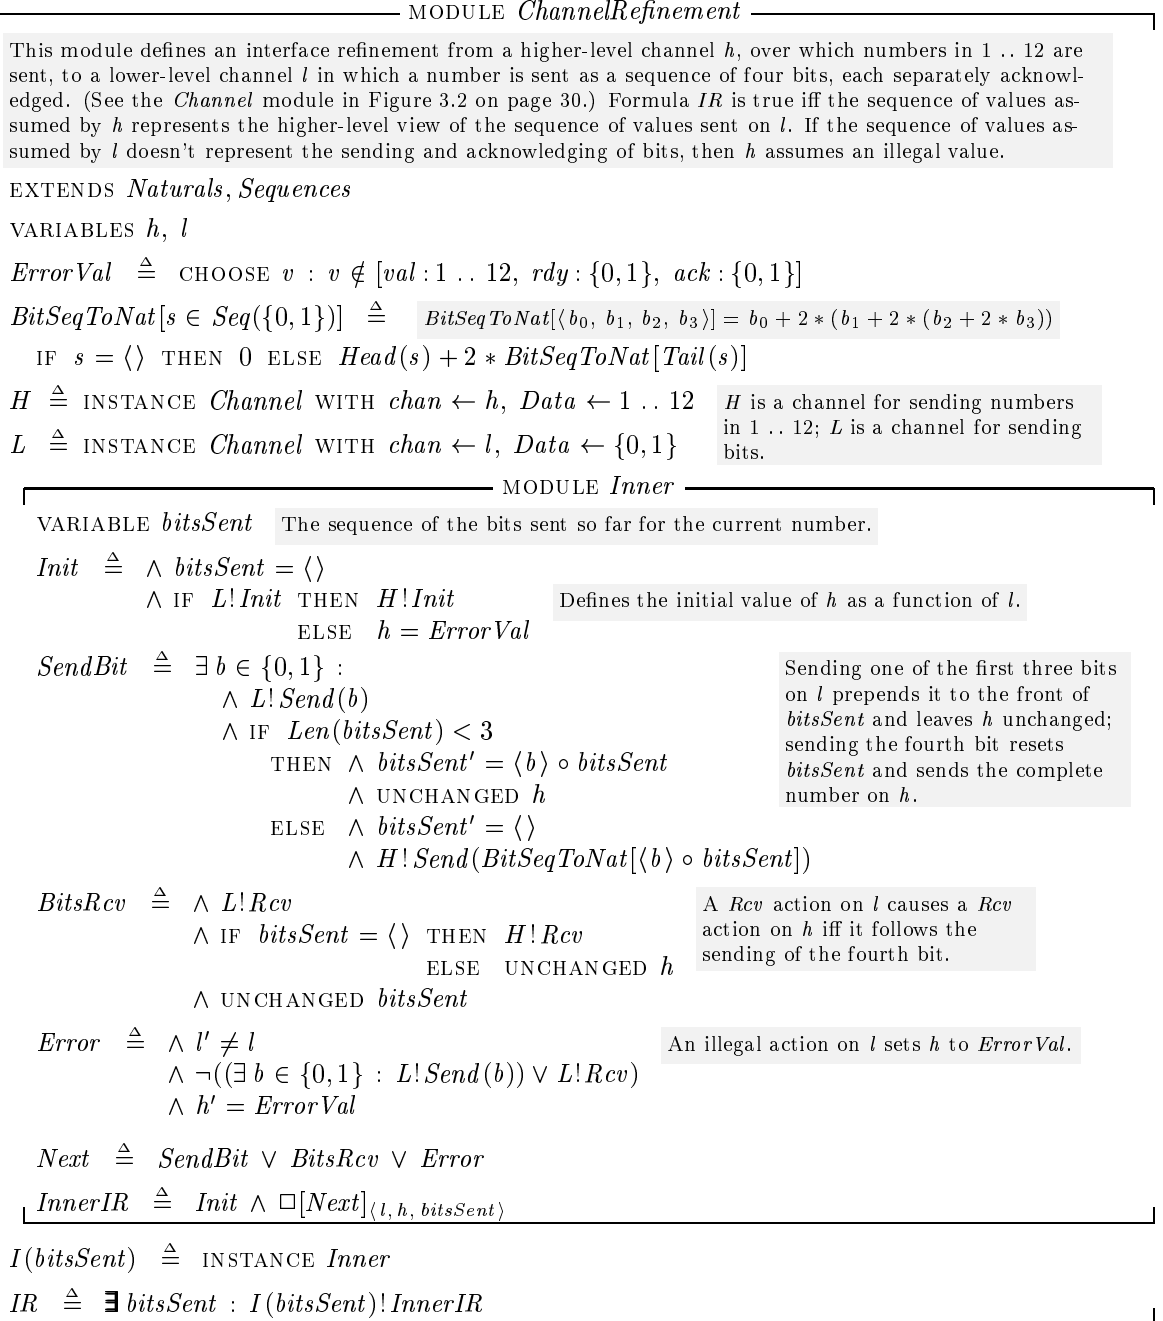 MODULE ChannelRefinement
This module defines an interface refinement from a higher-level channel h, over which numbers in 1 .. 12 are
sent, to a lower-level channel l in which a number is sent as a sequence of four bits, each separately acknowl-
edged. (See the Channel module in Figure 3.2 on page 30.) Formula IR is true iff the sequence of values as-
sumed by h represents the higher-level view of the sequence of values sent on l. If the sequence of values as-
sumed by l doesn't represent the sending and acknowledging of bits, then h assumes an illegal value.
EXTENDS Naturals, Sequences
VARIABLES h, l
ErrorVal ≜ CHOOSE v : v ∉ [val : 1 .. 12, rdy : {0, 1}, ack : {0, 1}]
BitSeqToNat[s ∈ Seq({0, 1})] ≜ BitSeqToNat[⟨b₀, b₁, b₂, b₃⟩] = b₀ + 2 * (b₁ + 2 * (b₂ + 2 * b₃))
IF s = ⟨⟩ THEN 0 ELSE Head(s) + 2 * BitSeqToNat[Tail(s)]
H ≜ INSTANCE Channel WITH chan ← h, Data ← 1 .. 12
L ≜ INSTANCE Channel WITH chan ← l, Data ← {0, 1}
H is a channel for sending numbers
in 1 .. 12; L is a channel for sending
bits.
MODULE Inner
VARIABLE bitsSent The sequence of the bits sent so far for the current number.
Init ≜ ∧ bitsSent = ⟨⟩
∧ IF L!Init THEN H!Init Defines the initial value of h as a function of l.
ELSE h = ErrorVal
SendBit ≜ ∃ b ∈ {0, 1} :
∧ L!Send(b)
∧ IF Len(bitsSent) < 3
THEN ∧ bitsSent′ = ⟨b⟩ ∘ bitsSent
∧ UNCHANGED h
ELSE ∧ bitsSent′ = ⟨⟩
∧ H!Send(BitSeqToNat[⟨b⟩ ∘ bitsSent])
Sending one of the first three bits
on l prepends it to the front of
bitsSent and leaves h unchanged;
sending the fourth bit resets
bitsSent and sends the complete
number on h.
BitsRcv ≜ ∧ L!Rcv
∧ IF bitsSent = ⟨⟩ THEN H!Rcv
ELSE UNCHANGED h
∧ UNCHANGED bitsSent
A Rcv action on l causes a Rcv
action on h iff it follows the
sending of the fourth bit.
Error ≜ ∧ l′ ≠ l An illegal action on l sets h to ErrorVal.
∧ ¬((∃ b ∈ {0, 1} : L!Send(b)) ∨ L!Rcv)
∧ h′ = ErrorVal
Next ≜ SendBit ∨ BitsRcv ∨ Error
InnerIR ≜ Init ∧ □[Next]⟨l, h, bitsSent⟩
I(bitsSent) ≜ INSTANCE Inner
IR ≜ ∃ bitsSent : I(bitsSent)!InnerIR